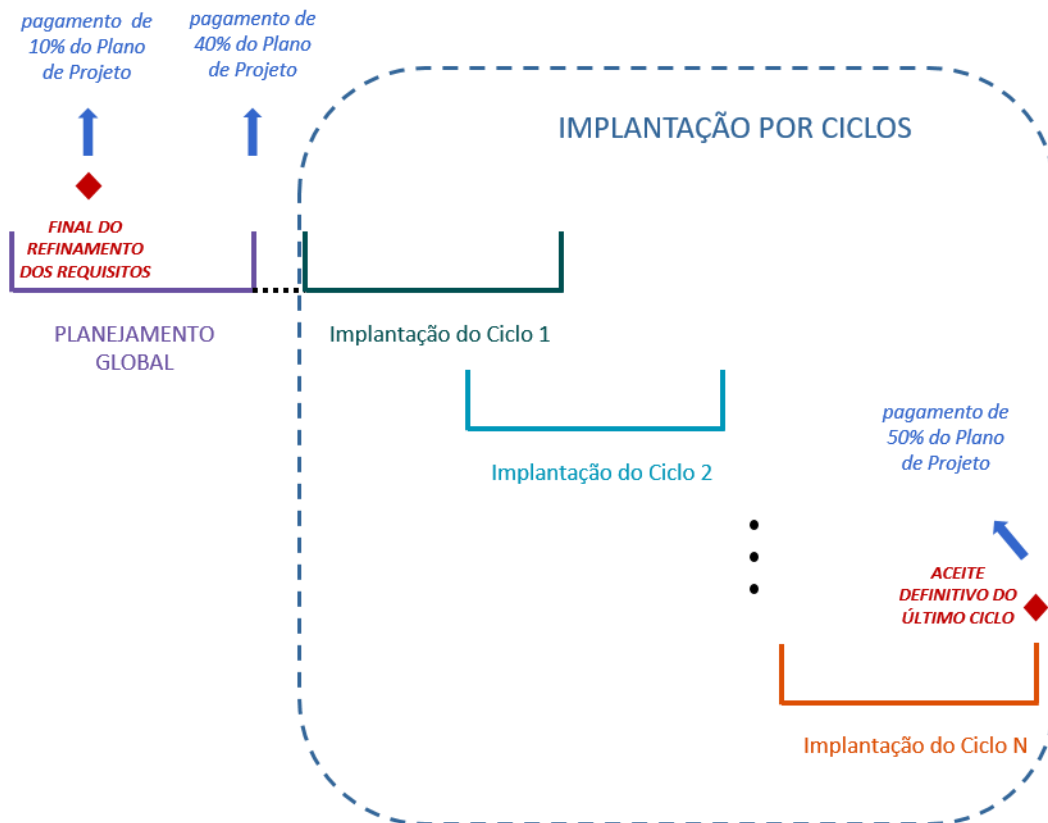 pagamento de
10% do Plano
de Projeto
pagamento de
40% do Plano
de Projeto
IMPLANTAÇÃO POR CICLOS
FINAL DO
REFINAMENTO
DOS REQUISITOS
PLANEJAMENTO
GLOBAL
Implantação do Ciclo 1
Implantação do Ciclo 2
pagamento de
50% do Plano
de Projeto
ACEITE
DEFINITIVO DO
ÚLTIMO CICLO
Implantação do Ciclo N